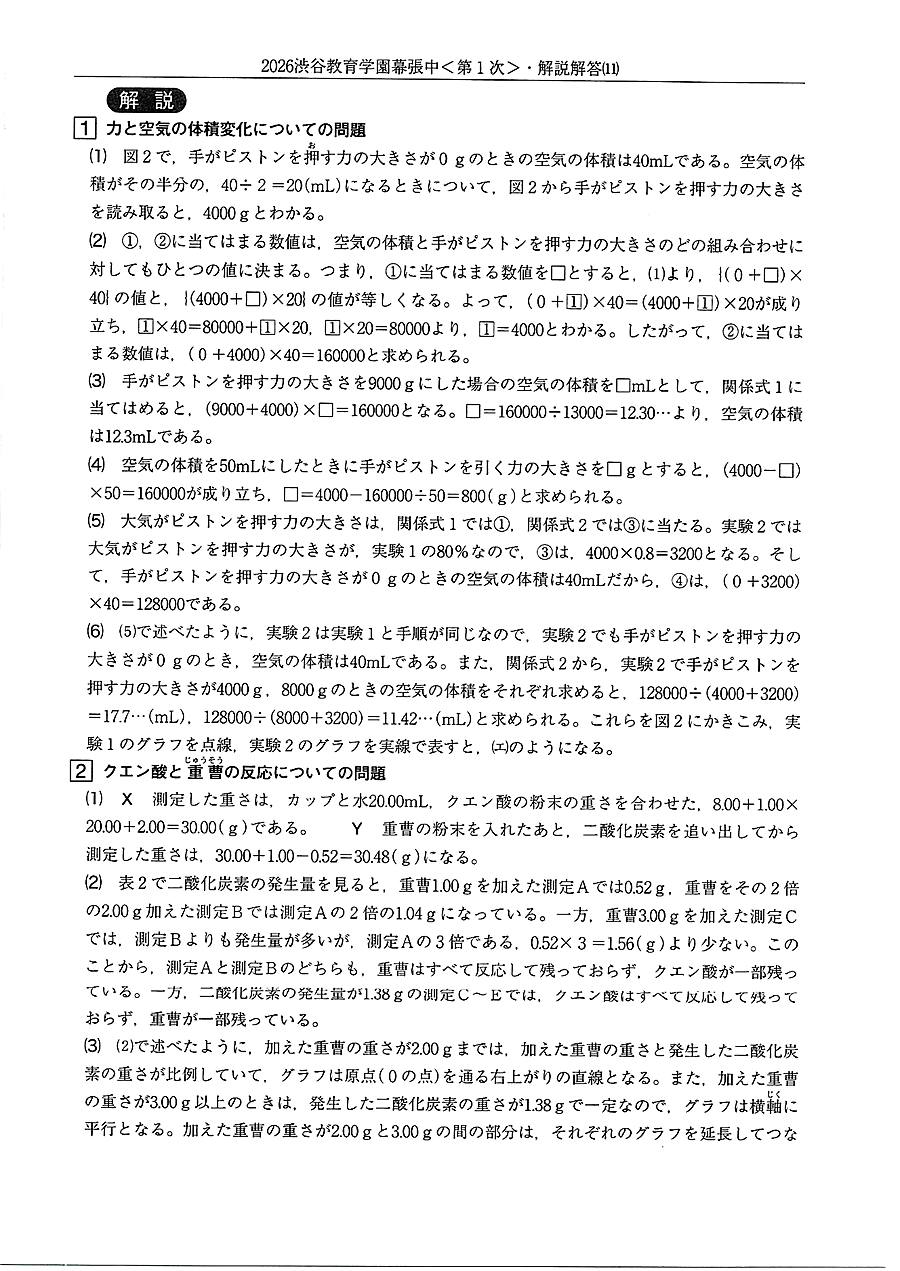 2026渋谷教育学園幕張中＜第1次＞・解説解答(11)
解説
1 力と空気の体積変化についての問題
(1) 図2で，手がピストンを押す力の大きさが0gのときの空気の体積は40mLである。空気の体
積がその半分の，40÷2＝20(mL)になるときについて，図2から手がピストンを押す力の大きさ
を読み取ると，4000gとわかる。
(2) ①，②に当てはまる数値は，空気の体積と手がピストンを押す力の大きさのどの組み合わせに
対してもひとつの値に決まる。つまり，①に当てはまる数値を□とすると，(1)より，{(0＋□)×
40}の値と，{(4000＋□)×20}の値が等しくなる。よって，(0＋1)×40＝(4000＋1)×20が成り
立ち，1×40＝80000＋1×20，1×20＝80000より，1＝4000とわかる。したがって，②に当ては
まる数値は，(0＋4000)×40＝160000と求められる。
(3) 手がピストンを押す力の大きさを9000gにした場合の空気の体積を□mLとして，関係式1に
当てはめると，(9000＋4000)×□＝160000となる。□＝160000÷13000＝12.30…より，空気の体積
は12.3mLである。
(4) 空気の体積を50mLにしたときに手がピストンを引く力の大きさを□gとすると，(4000－□)
×50＝160000が成り立ち，□＝4000－160000÷50＝800(g)と求められる。
(5) 大気がピストンを押す力の大きさは，関係式1では①，関係式2では③に当たる。実験2では
大気がピストンを押す力の大きさが，実験1の80％なので，③は，4000×0.8＝3200となる。そし
て，手がピストンを押す力の大きさが0gのときの空気の体積は40mLだから，④は，(0＋3200)
×40＝128000である。
(6) (5)で述べたように，実験2は実験1と手順が同じなので，実験2でも手がピストンを押す力の
大きさが0gのとき，空気の体積は40mLである。また，関係式2から，実験2で手がピストンを
押す力の大きさが4000g，8000gのときの空気の体積をそれぞれ求めると，128000÷(4000＋3200)
＝17.7…(mL)，128000÷(8000＋3200)＝11.42…(mL)と求められる。これらを図2にかきこみ，実
験1のグラフを点線，実験2のグラフを実線で表すと，(エ)のようになる。
2 クエン酸と重曹の反応についての問題
(1) X 測定した重さは，カップと水20.00mL，クエン酸の粉末の重さを合わせた，8.00＋1.00×
20.00＋2.00＝30.00(g)である。 Y 重曹の粉末を入れたあと，二酸化炭素を追い出してから
測定した重さは，30.00＋1.00－0.52＝30.48(g)になる。
(2) 表2で二酸化炭素の発生量を見ると，重曹1.00gを加えた測定Aでは0.52g，重曹をその2倍
の2.00g加えた測定Bでは測定Aの2倍の1.04gになっている。一方，重曹3.00gを加えた測定C
では，測定Bよりも発生量が多いが，測定Aの3倍である，0.52×3＝1.56(g)より少ない。この
ことから，測定Aと測定Bのどちらも，重曹はすべて反応して残っておらず，クエン酸が一部残っ
ている。一方，二酸化炭素の発生量が1.38gの測定C～Eでは，クエン酸はすべて反応して残って
おらず，重曹が一部残っている。
(3) (2)で述べたように，加えた重曹の重さが2.00gまでは，加えた重曹の重さと発生した二酸化炭
素の重さが比例していて，グラフは原点(0の点)を通る右上がりの直線となる。また，加えた重曹
の重さが3.00g以上のときは，発生した二酸化炭素の重さが1.38gで一定なので，グラフは横軸に
平行となる。加えた重曹の重さが2.00gと3.00gの間の部分は，それぞれのグラフを延長してつな